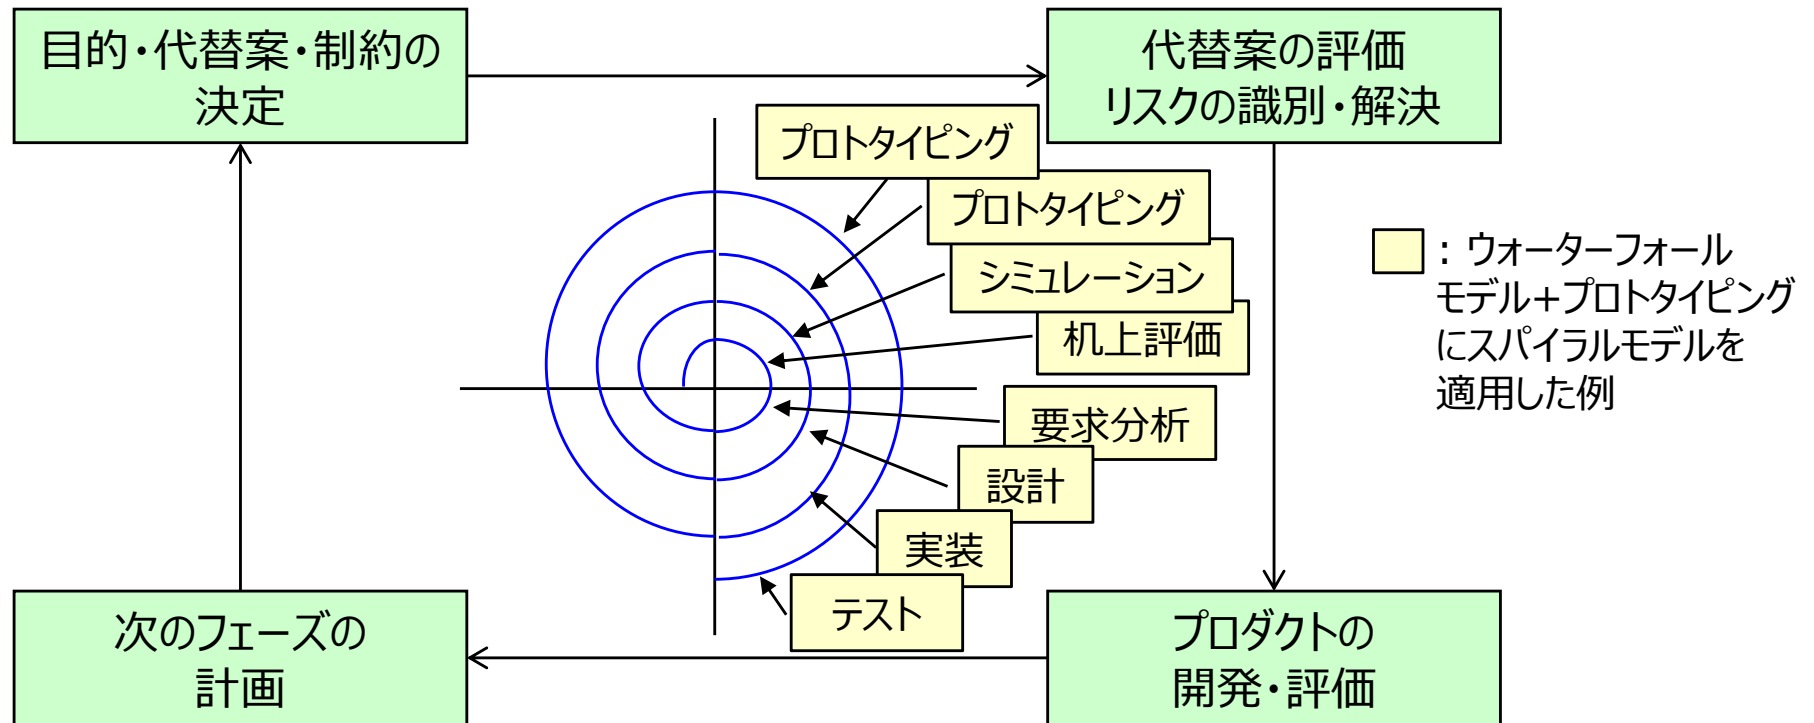 目的・代替案・制約の
決定
代替案の評価
リスクの識別・解決
プロトタイピング
プロトタイピング
シミュレーション
机上評価
要求分析
設計
実装
テスト
：ウォーターフォール
モデル+プロトタイピング
にスパイラルモデルを
適用した例
次のフェーズの
計画
プロダクトの
開発・評価